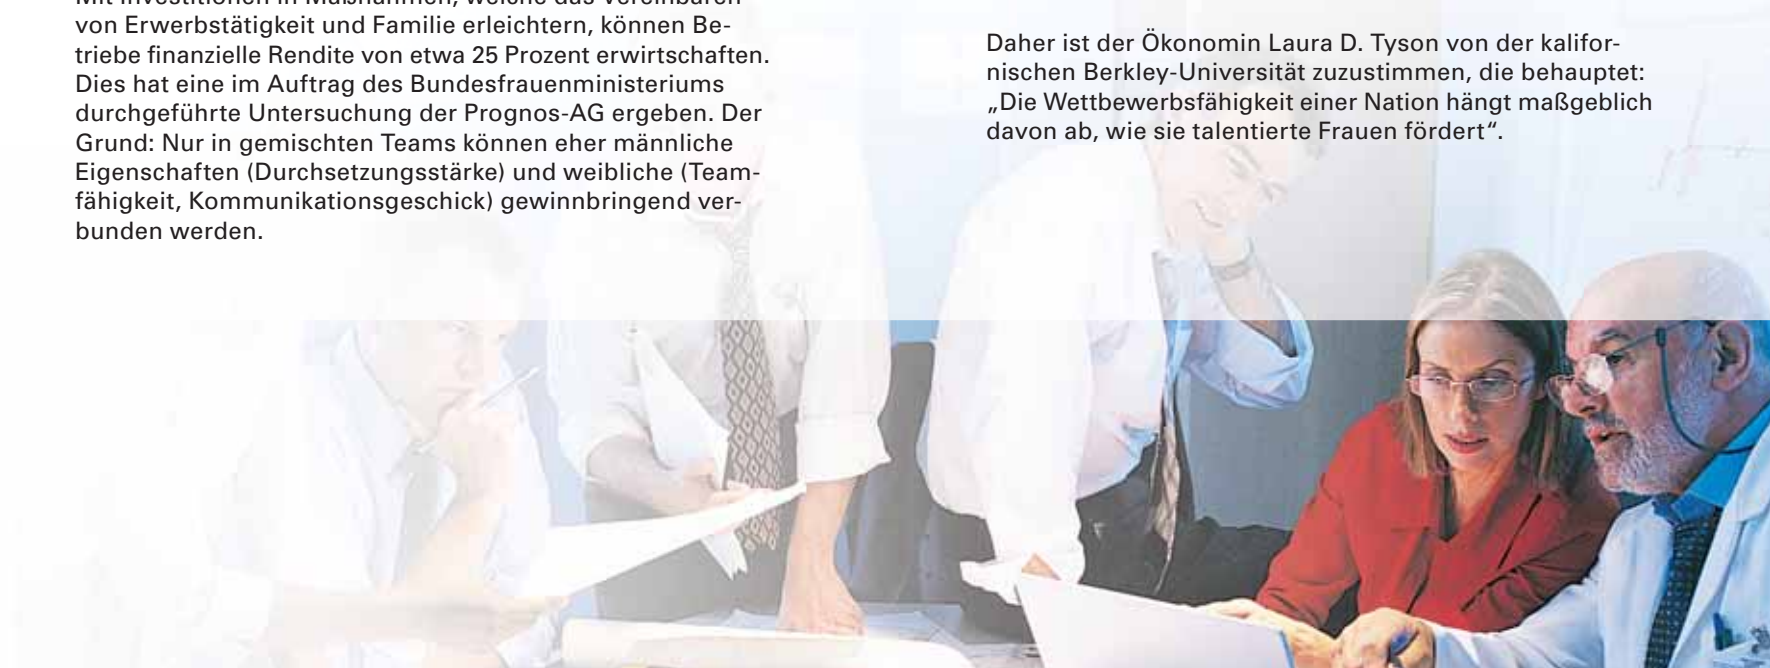 Mit Investitionen in Maßnahmen, welche das Vereinbaren
von Erwerbstätigkeit und Familie erleichtern, können Be-
triebe finanzielle Rendite von etwa 25 Prozent erwirtschaften.
Dies hat eine im Auftrag des Bundesfrauenministeriums
durchgeführte Untersuchung der Prognos-AG ergeben. Der
Grund: Nur in gemischten Teams können eher männliche
Eigenschaften (Durchsetzungsstärke) und weibliche (Team-
fähigkeit, Kommunikationsgeschick) gewinnbringend ver-
bunden werden.
Daher ist der Ökonomin Laura D. Tyson von der kalifor-
nischen Berkley-Universität zuzustimmen, die behauptet:
„Die Wettbewerbsfähigkeit einer Nation hängt maßgeblich
davon ab, wie sie talentierte Frauen fördert“.